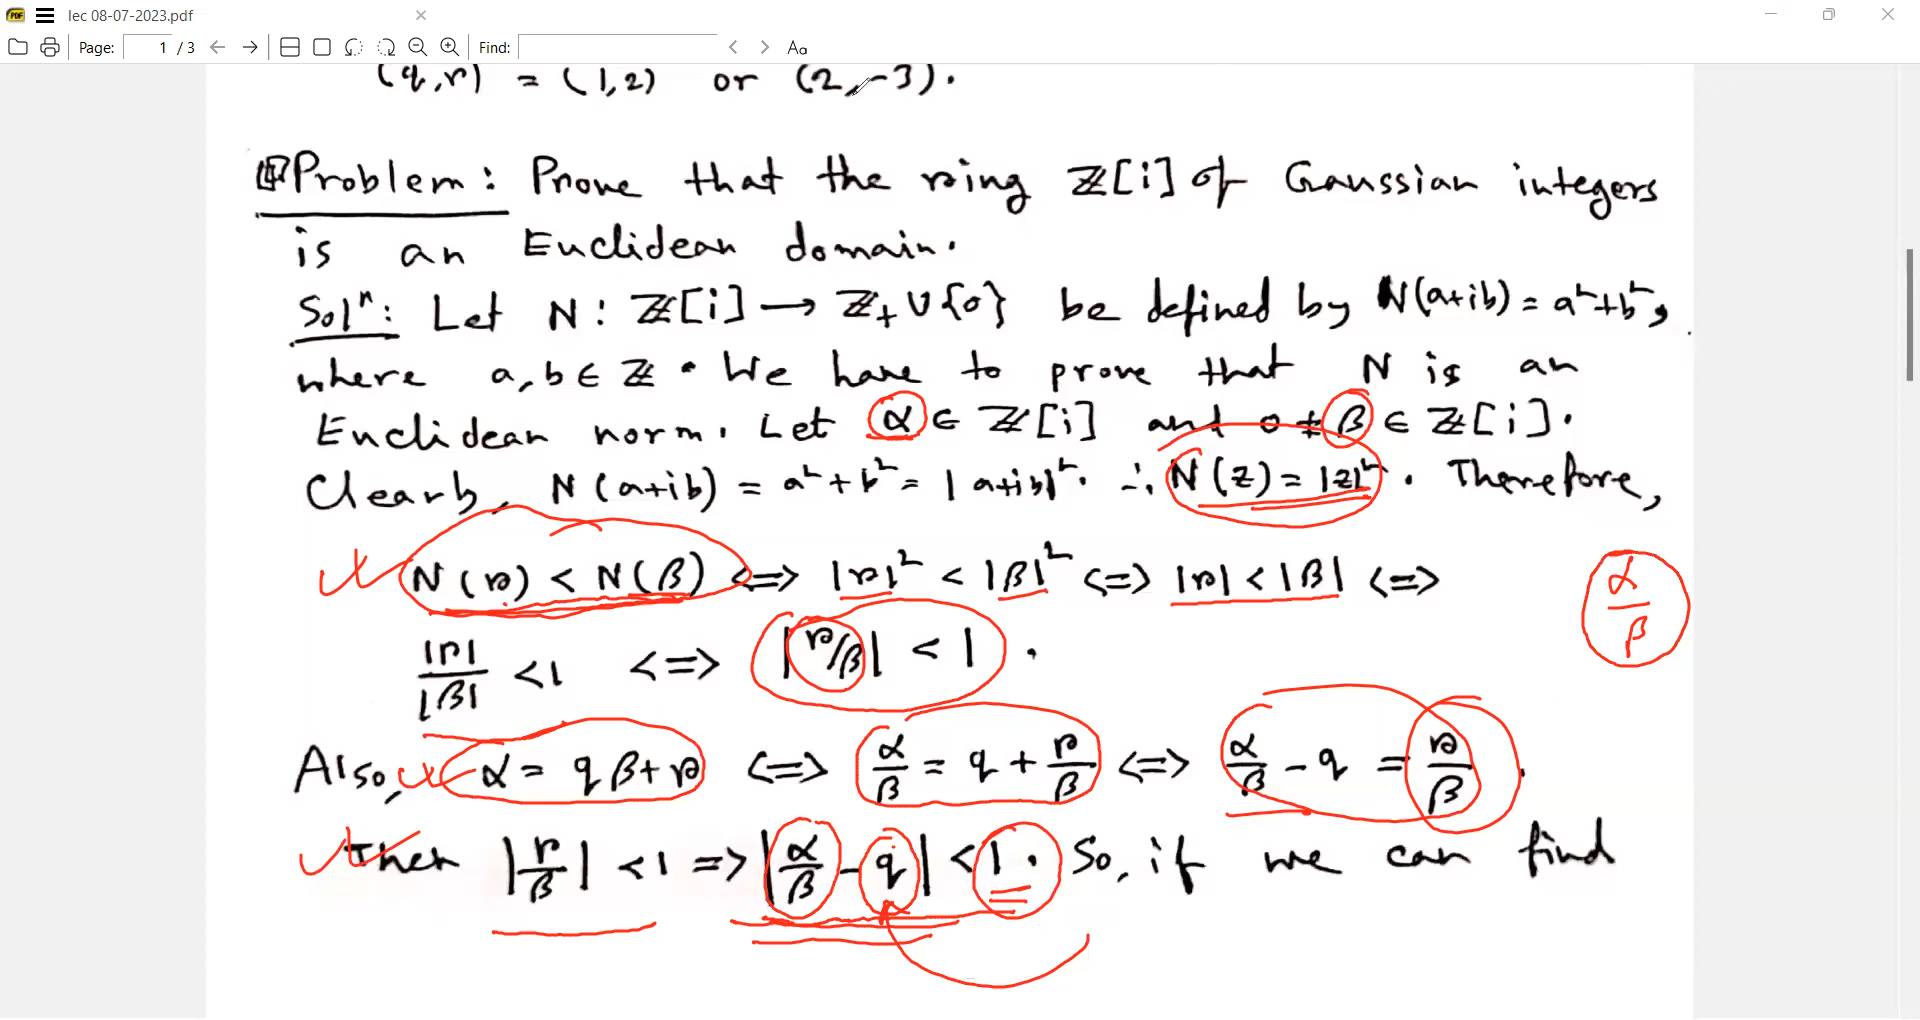 lec 08-07-2023.pdf
Page: 1 / 3 Find: Aa
(q, r) = (1, 2) or (2, -3).
Problem: Prove that the ring ℤ[i] of Gaussian integers
is an Euclidean domain.
Solⁿ: Let N : ℤ[i] → ℤ₊ ∪ {0} be defined by N(a+ib) = a²+b²,
where a, b ∈ ℤ. We have to prove that N is an
Euclidean norm. Let α ∈ ℤ[i] and 0 ≠ β ∈ ℤ[i].
Clearly, N(a+ib) = a²+b² = |a+ib|². ∴ N(z) = |z|². Therefore,
N(r) < N(β) <=> |r|² < |β|² <=> |r| < |β| <=>
α/β
|r|/|β| < 1 <=> |r/β| < 1.
Also, α = qβ + r <=> α/β = q + r/β <=> α/β - q = r/β.
Then |r/β| < 1 => |α/β - q| < 1. So, if we can find